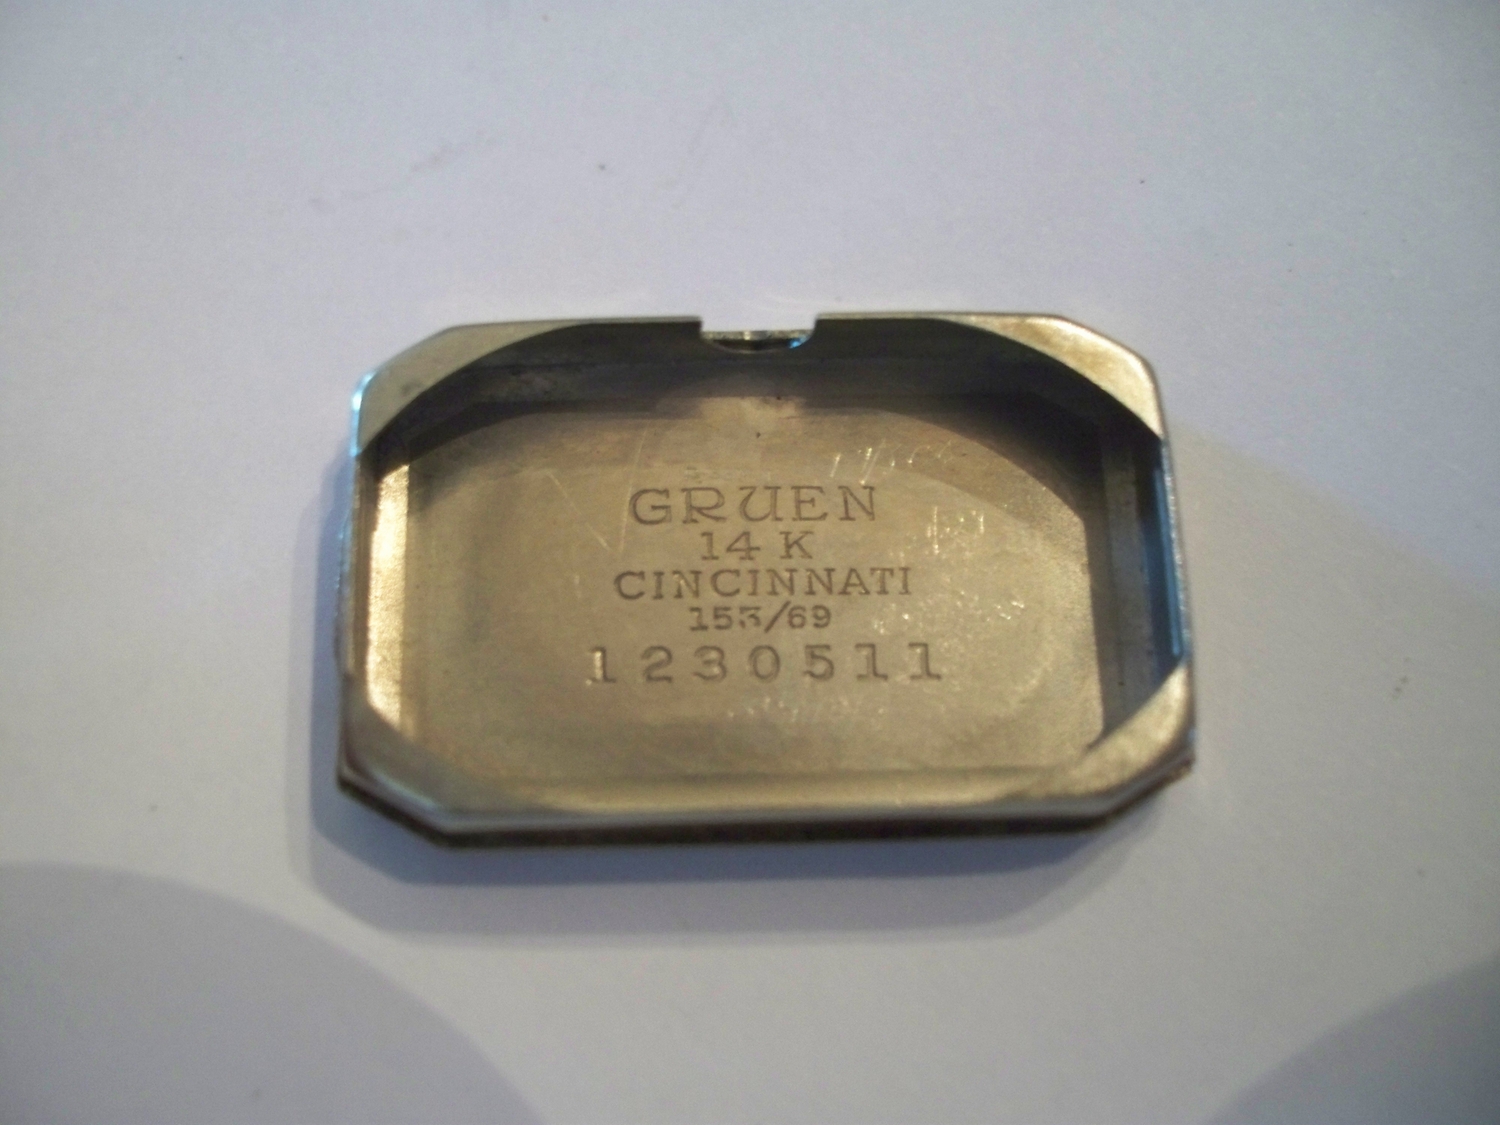 GRUEN
14 K
CINCINNATI
153/69
1230511